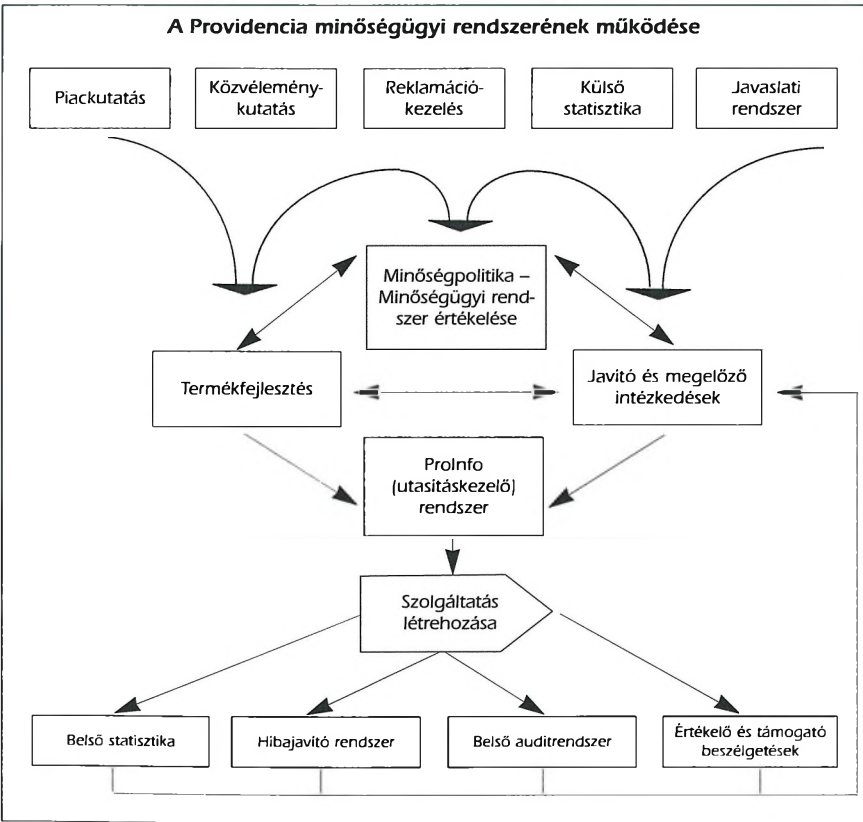 A Providencia minőségügyi rendszerének működése
Piackutatás
Közvélemény-
kutatás
Reklamáció-
kezelés
Külső
statisztika
Javaslati
rendszer
Minőségpolitika –
Minőségügyi rend-
szer értékelése
Termékfejlesztés
Javító és megelőző
intézkedések
ProInfo
(utasításkezelő)
rendszer
Szolgáltatás
létrehozása
Belső statisztika
Hibajavító rendszer
Belső auditrendszer
Értékelő és támogató
beszélgetések